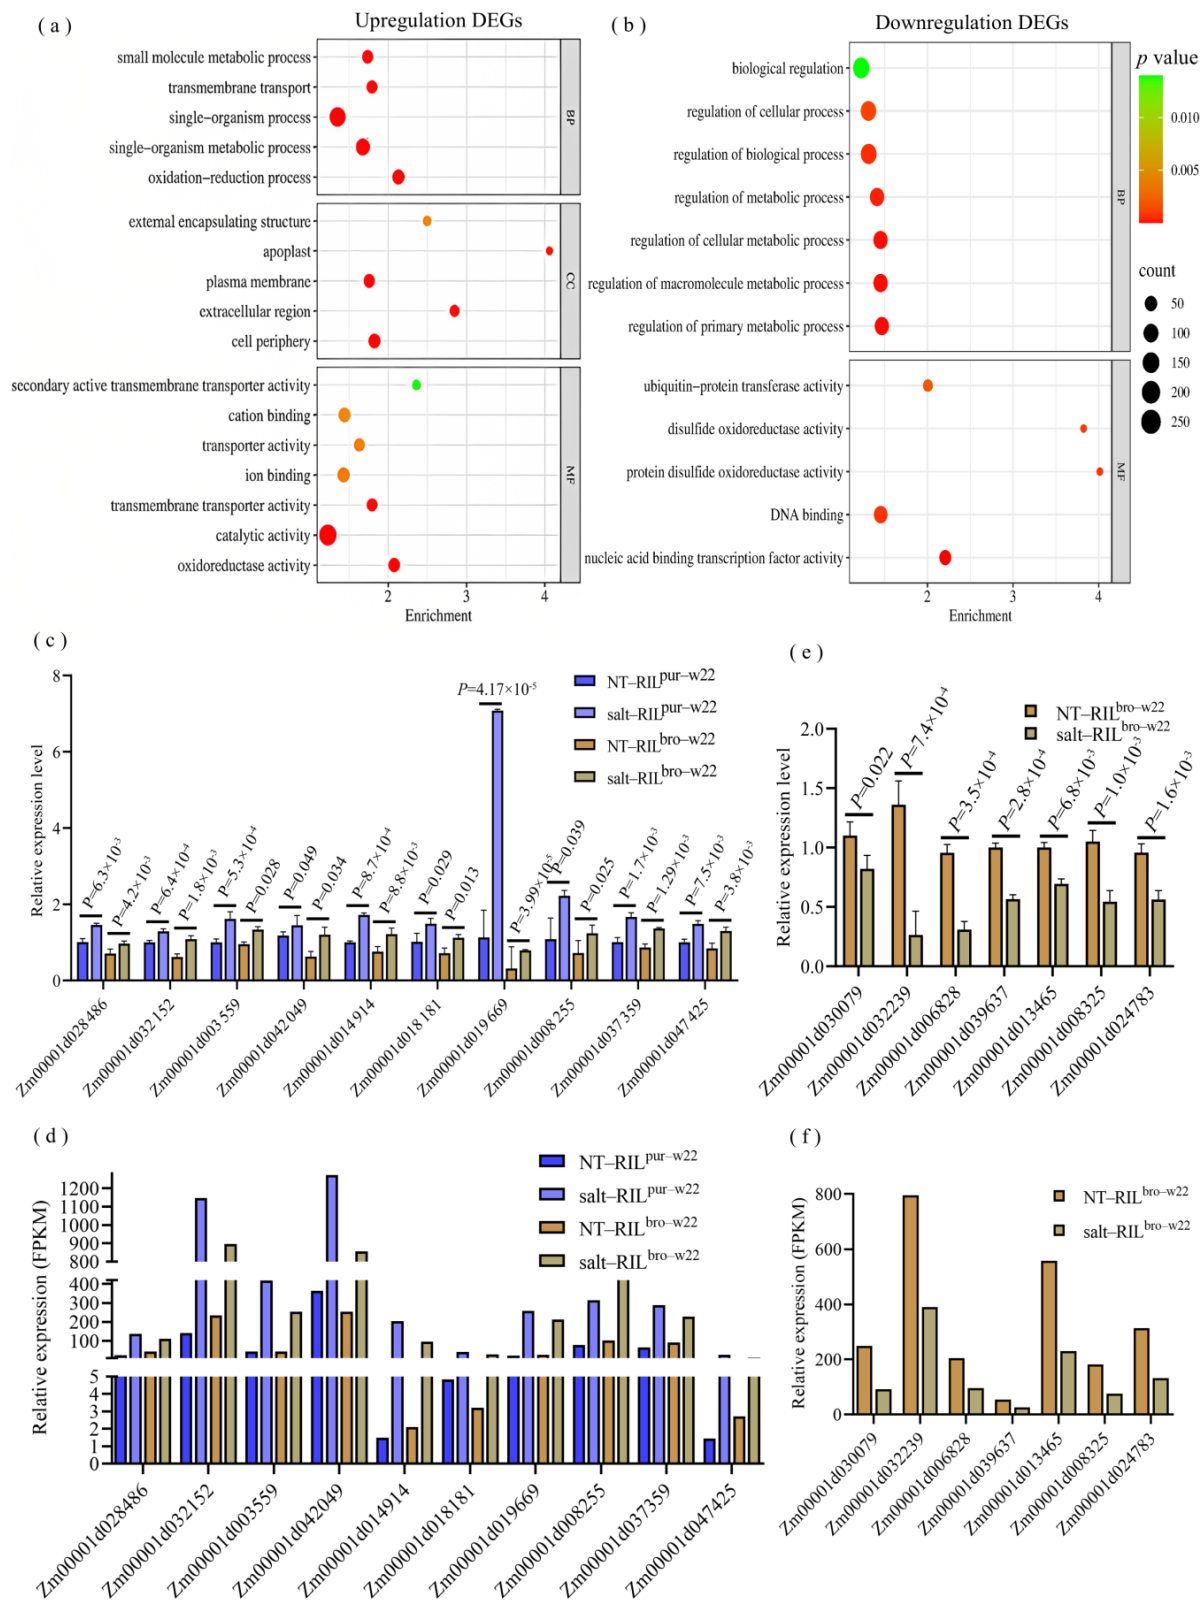 ( a )
Upregulation DEGs
small molecule metabolic process
transmembrane transport
single−organism process
single−organism metabolic process
oxidation−reduction process
BP
external encapsulating structure
apoplast
plasma membrane
extracellular region
cell periphery
CC
secondary active transmembrane transporter activity
cation binding
transporter activity
ion binding
transmembrane transporter activity
catalytic activity
oxidoreductase activity
MF
2 3 4
Enrichment
( b )
Downregulation DEGs
biological regulation
regulation of cellular process
regulation of biological process
regulation of metabolic process
regulation of cellular metabolic process
regulation of macromolecule metabolic process
regulation of primary metabolic process
BP
ubiquitin−protein transferase activity
disulfide oxidoreductase activity
protein disulfide oxidoreductase activity
DNA binding
nucleic acid binding transcription factor activity
MF
2 3 4
Enrichment
p value
0.010
0.005
count
50
100
150
200
250
( c )
Relative expression level
8
6
4
2
0
P=6.3×10-3
P=4.2×10-3
P=6.4×10-4
P=1.8×10-3
P=5.3×10-4
P=0.028
P=0.049
P=0.034
P=8.7×10-4
P=8.8×10-3
P=0.029
P=0.013
P=4.17×10-5
P=3.99×10-5
P=0.039
P=0.025
P=1.7×10-3
P=1.29×10-3
P=7.5×10-3
P=3.8×10-3
NT–RILpur–w22
salt–RILpur–w22
NT–RILbro–w22
salt–RILbro–w22
Zm00001d028486
Zm00001d032152
Zm00001d003559
Zm00001d042049
Zm00001d014914
Zm00001d018181
Zm00001d019669
Zm00001d008255
Zm00001d037359
Zm00001d047425
( e )
Relative expression level
2.0
1.5
1.0
0.5
0.0
P=0.022
P=7.4×10-4
P=3.5×10-4
P=2.8×10-4
P=6.8×10-3
P=1.0×10-3
P=1.6×10-3
NT–RILbro–w22
salt–RILbro–w22
Zm00001d030079
Zm00001d032239
Zm00001d006828
Zm00001d039637
Zm00001d013465
Zm00001d008325
Zm00001d024783
( d )
Relative expression (FPKM)
1200
1100
1000
900
800
400
300
200
100
5
4
3
2
1
0
NT–RILpur–w22
salt–RILpur–w22
NT–RILbro–w22
salt–RILbro–w22
Zm00001d028486
Zm00001d032152
Zm00001d003559
Zm00001d042049
Zm00001d014914
Zm00001d018181
Zm00001d019669
Zm00001d008255
Zm00001d037359
Zm00001d047425
( f )
Relative expression (FPKM)
800
600
400
200
0
NT–RILbro–w22
salt–RILbro–w22
Zm00001d030079
Zm00001d032239
Zm00001d006828
Zm00001d039637
Zm00001d013465
Zm00001d008325
Zm00001d024783